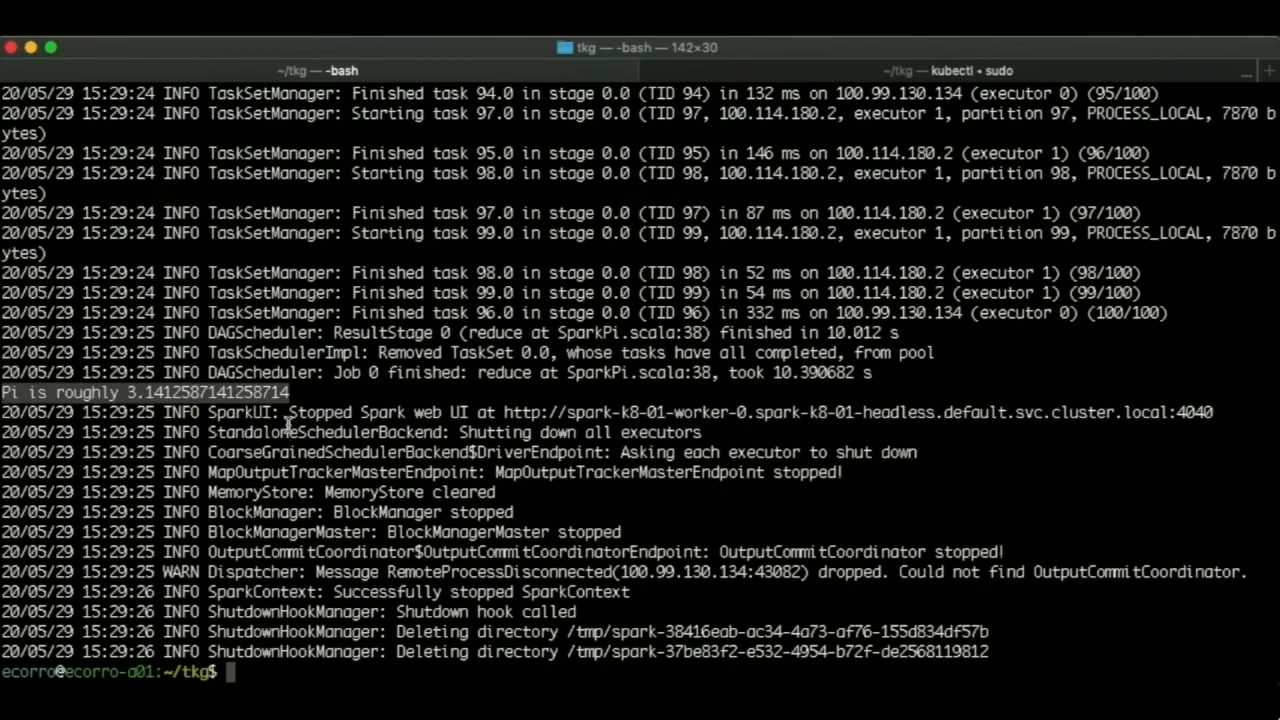 tkg — -bash — 142×30
~/tkg — -bash
~/tkg — kubectl • sudo
...
+
20/05/29 15:29:24 INFO TaskSetManager: Finished task 94.0 in stage 0.0 (TID 94) in 132 ms on 100.99.130.134 (executor 0) (95/100)
20/05/29 15:29:24 INFO TaskSetManager: Starting task 97.0 in stage 0.0 (TID 97, 100.114.180.2, executor 1, partition 97, PROCESS_LOCAL, 7870 b
ytes)
20/05/29 15:29:24 INFO TaskSetManager: Finished task 95.0 in stage 0.0 (TID 95) in 146 ms on 100.114.180.2 (executor 1) (96/100)
20/05/29 15:29:24 INFO TaskSetManager: Starting task 98.0 in stage 0.0 (TID 98, 100.114.180.2, executor 1, partition 98, PROCESS_LOCAL, 7870 b
ytes)
20/05/29 15:29:24 INFO TaskSetManager: Finished task 97.0 in stage 0.0 (TID 97) in 87 ms on 100.114.180.2 (executor 1) (97/100)
20/05/29 15:29:24 INFO TaskSetManager: Starting task 99.0 in stage 0.0 (TID 99, 100.114.180.2, executor 1, partition 99, PROCESS_LOCAL, 7870 b
ytes)
20/05/29 15:29:24 INFO TaskSetManager: Finished task 98.0 in stage 0.0 (TID 98) in 52 ms on 100.114.180.2 (executor 1) (98/100)
20/05/29 15:29:24 INFO TaskSetManager: Finished task 99.0 in stage 0.0 (TID 99) in 54 ms on 100.114.180.2 (executor 1) (99/100)
20/05/29 15:29:24 INFO TaskSetManager: Finished task 96.0 in stage 0.0 (TID 96) in 332 ms on 100.99.130.134 (executor 0) (100/100)
20/05/29 15:29:25 INFO DAGScheduler: ResultStage 0 (reduce at SparkPi.scala:38) finished in 10.012 s
20/05/29 15:29:25 INFO TaskSchedulerImpl: Removed TaskSet 0.0, whose tasks have all completed, from pool
20/05/29 15:29:25 INFO DAGScheduler: Job 0 finished: reduce at SparkPi.scala:38, took 10.390682 s
Pi is roughly 3.1412587141258714
20/05/29 15:29:25 INFO SparkUI: Stopped Spark web UI at http://spark-k8-01-worker-0.spark-k8-01-headless.default.svc.cluster.local:4040
20/05/29 15:29:25 INFO StandaloneSchedulerBackend: Shutting down all executors
20/05/29 15:29:25 INFO CoarseGrainedSchedulerBackend$DriverEndpoint: Asking each executor to shut down
20/05/29 15:29:25 INFO MapOutputTrackerMasterEndpoint: MapOutputTrackerMasterEndpoint stopped!
20/05/29 15:29:25 INFO MemoryStore: MemoryStore cleared
20/05/29 15:29:25 INFO BlockManager: BlockManager stopped
20/05/29 15:29:25 INFO BlockManagerMaster: BlockManagerMaster stopped
20/05/29 15:29:25 INFO OutputCommitCoordinator$OutputCommitCoordinatorEndpoint: OutputCommitCoordinator stopped!
20/05/29 15:29:25 WARN Dispatcher: Message RemoteProcessDisconnected(100.99.130.134:43082) dropped. Could not find OutputCommitCoordinator.
20/05/29 15:29:26 INFO SparkContext: Successfully stopped SparkContext
20/05/29 15:29:26 INFO ShutdownHookManager: Shutdown hook called
20/05/29 15:29:26 INFO ShutdownHookManager: Deleting directory /tmp/spark-38416eab-ac34-4a73-af76-155d834df57b
20/05/29 15:29:26 INFO ShutdownHookManager: Deleting directory /tmp/spark-37be83f2-e532-4954-b72f-de2568119812
ecorro@ecorro-a01:~/tkg$